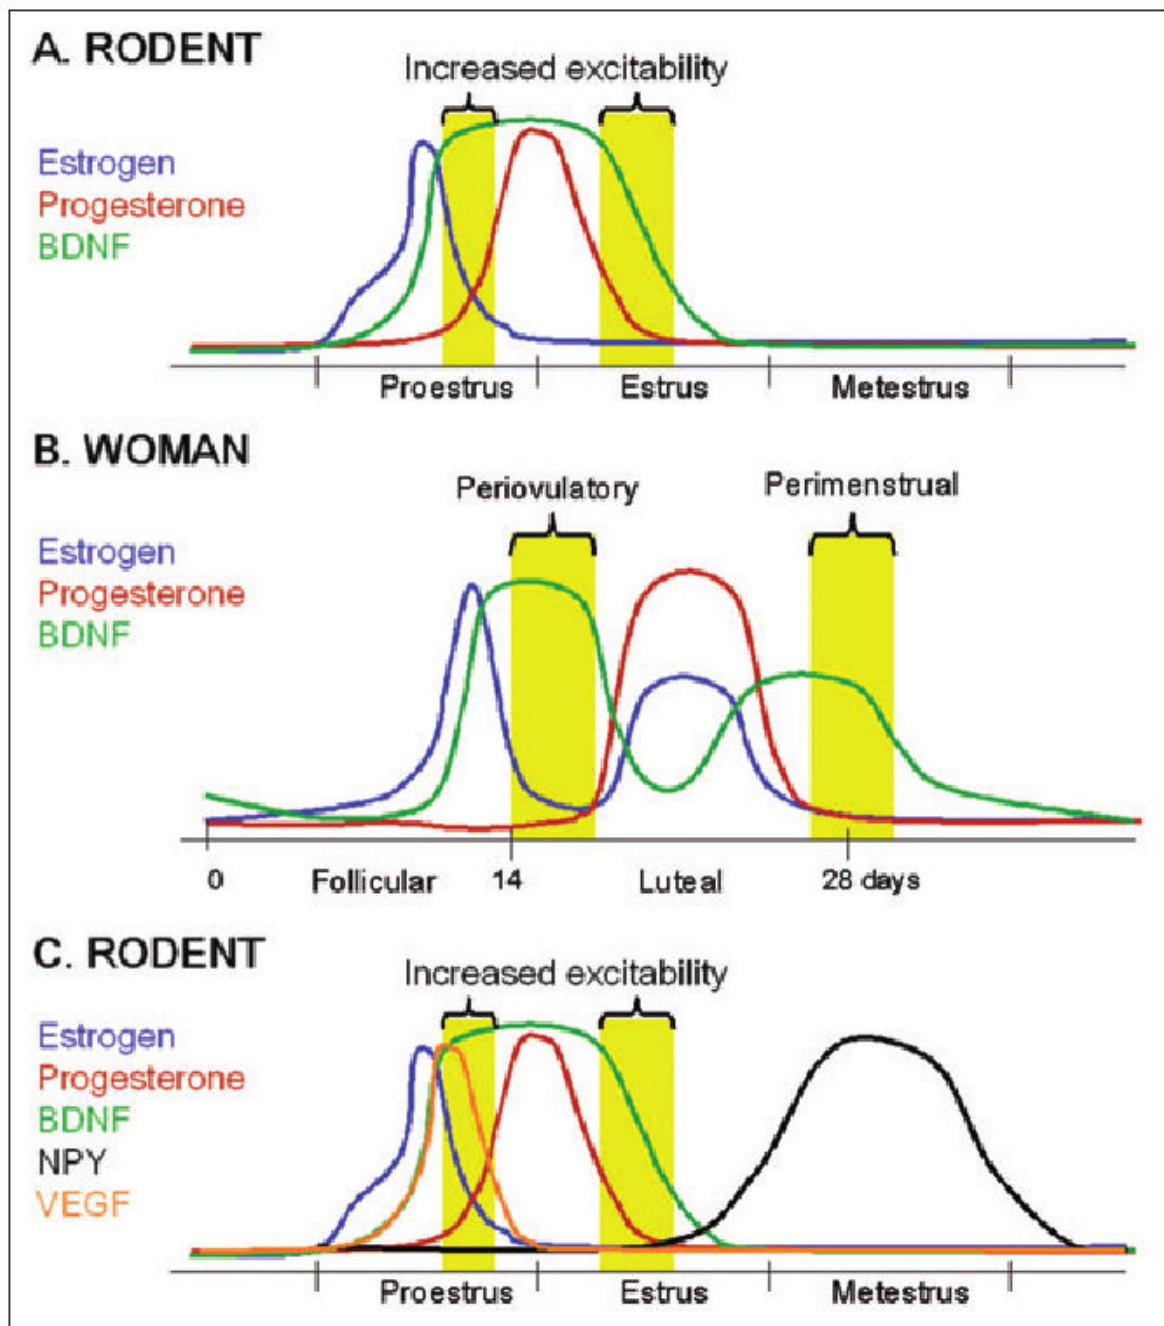 A. RODENT
Increased excitability
Estrogen
Progesterone
BDNF
Proestrus Estrus Metestrus
B. WOMAN
Periovulatory Perimenstrual
Estrogen
Progesterone
BDNF
0 Follicular 14 Luteal 28 days
C. RODENT
Increased excitability
Estrogen
Progesterone
BDNF
NPY
VEGF
Proestrus Estrus Metestrus